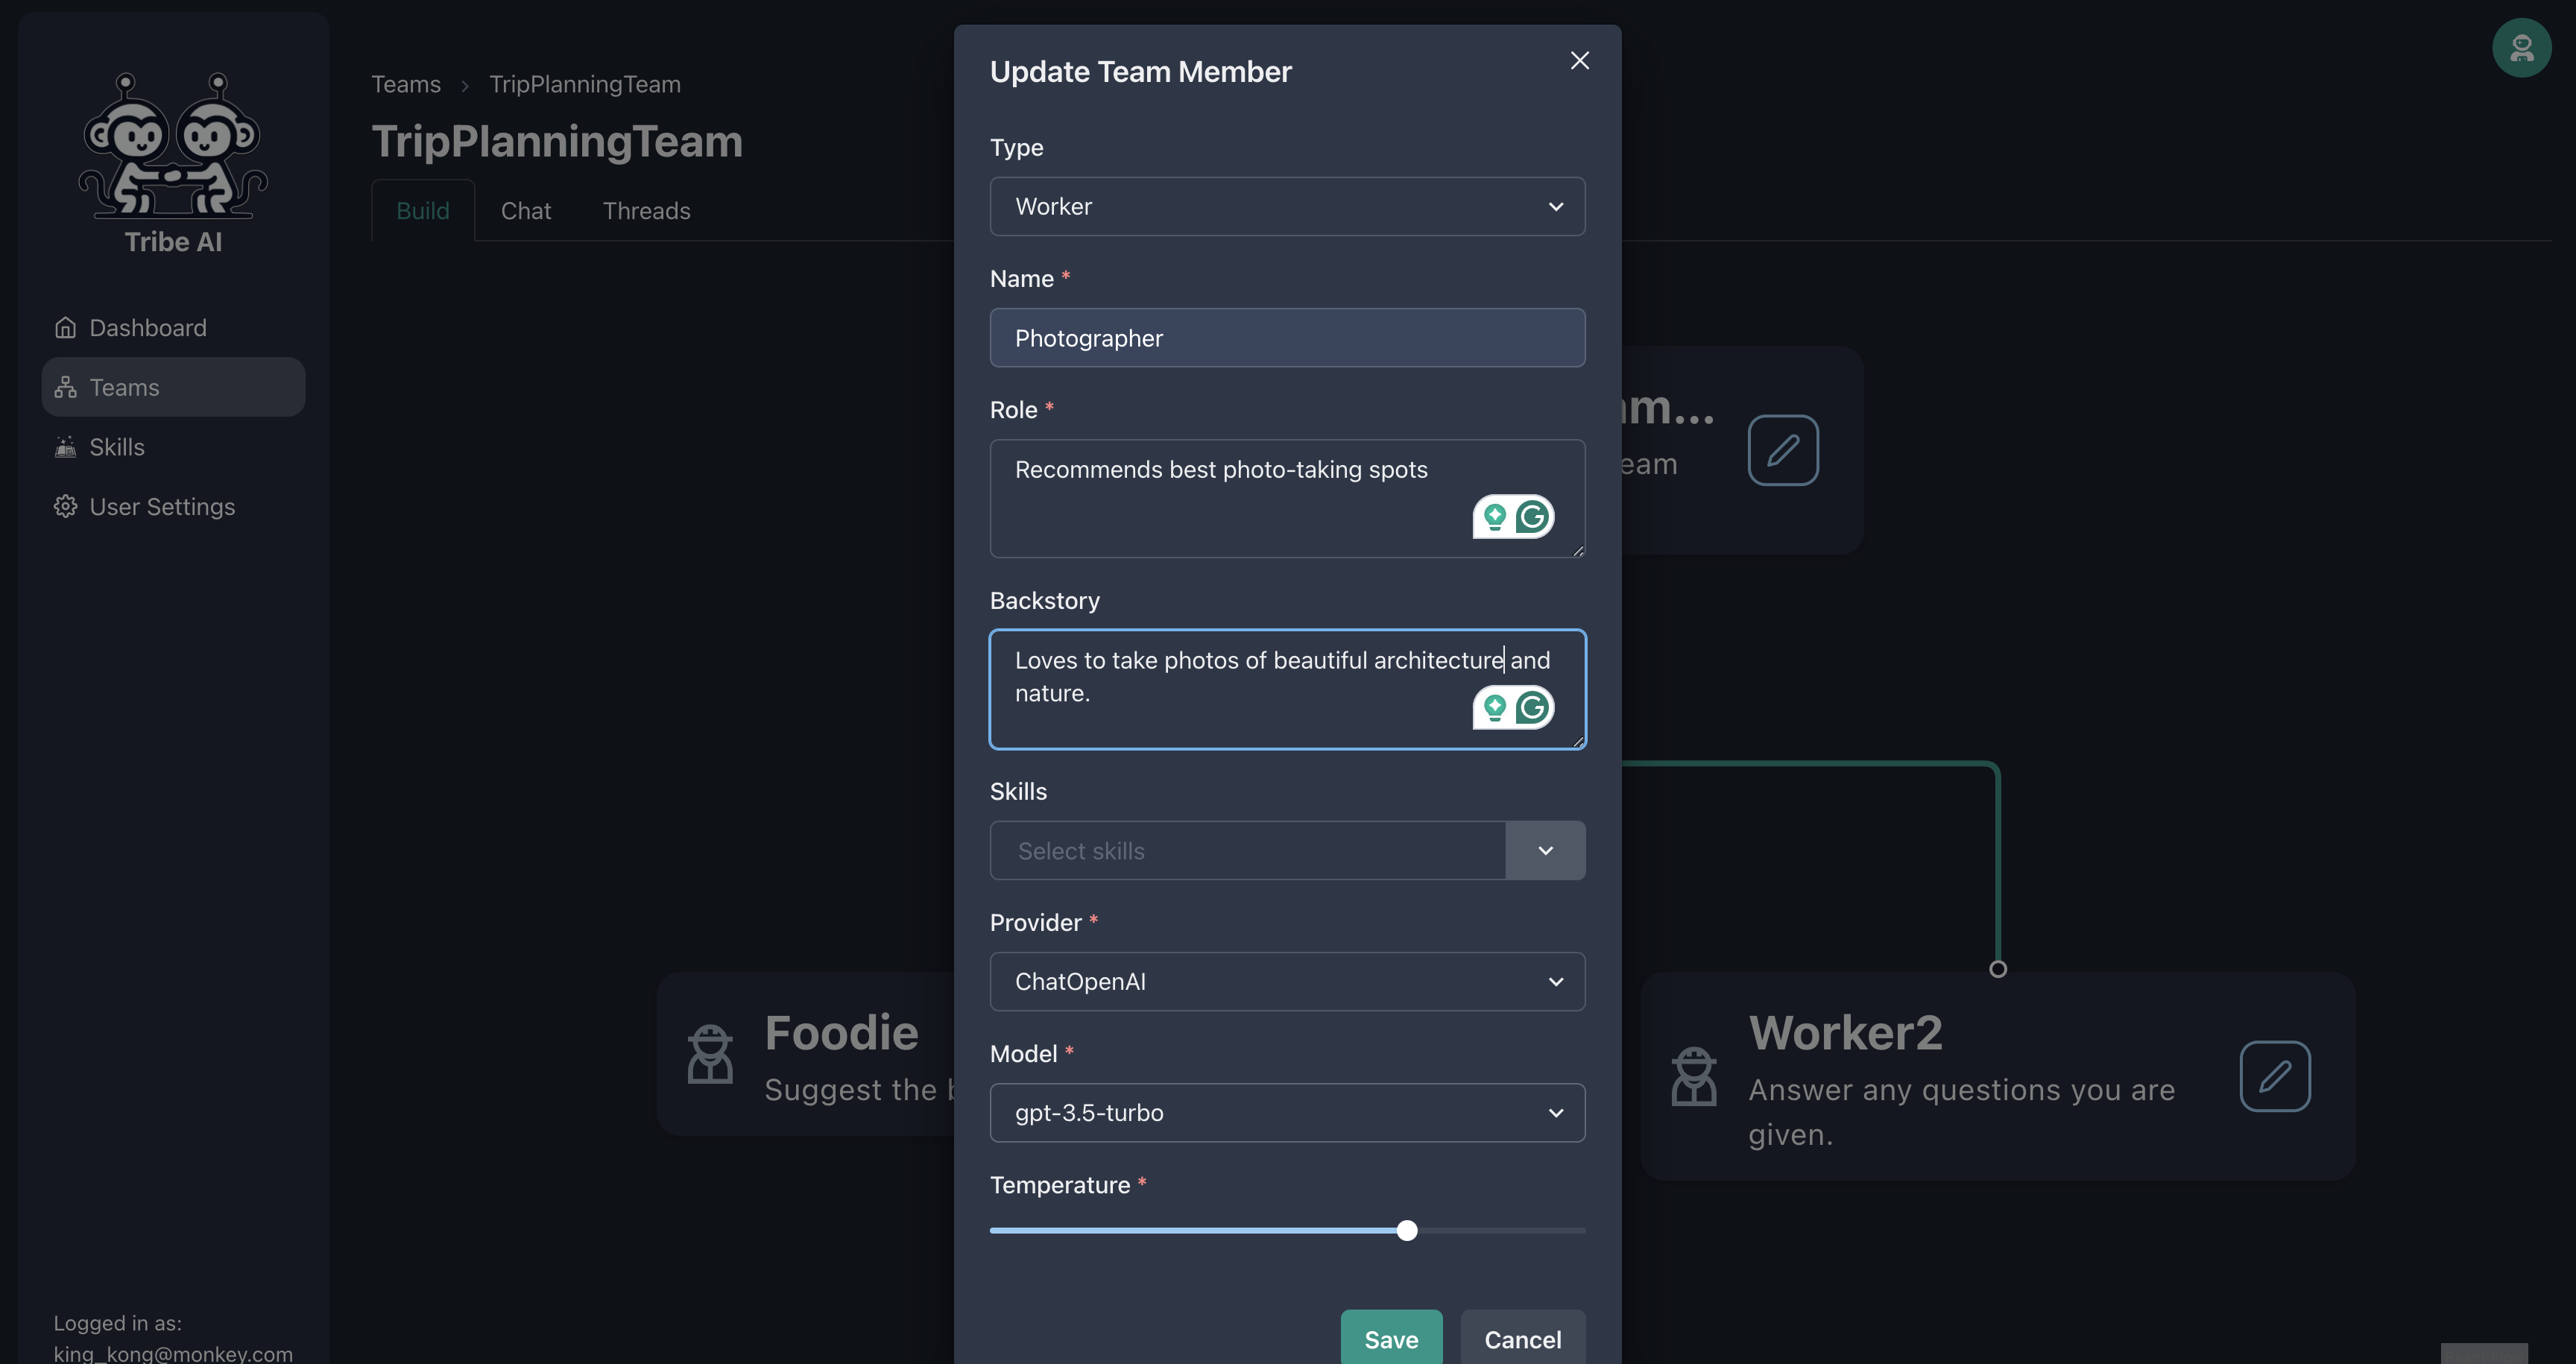 Tribe AI
Dashboard
Teams
Skills
User Settings
Logged in as:
king_kong@monkey.com
Teams > TripPlanningTeam
TripPlanningTeam
Build
Chat
Threads
Update Team Member
Type
Worker
Name *
Photographer
Role *
Recommends best photo-taking spots
Backstory
Loves to take photos of beautiful architecture and
nature.
Skills
Select skills
Provider *
ChatOpenAI
Model *
gpt-3.5-turbo
Temperature *
Save
Cancel
Foodie
Suggest the
Worker2
Answer any questions you are
given.